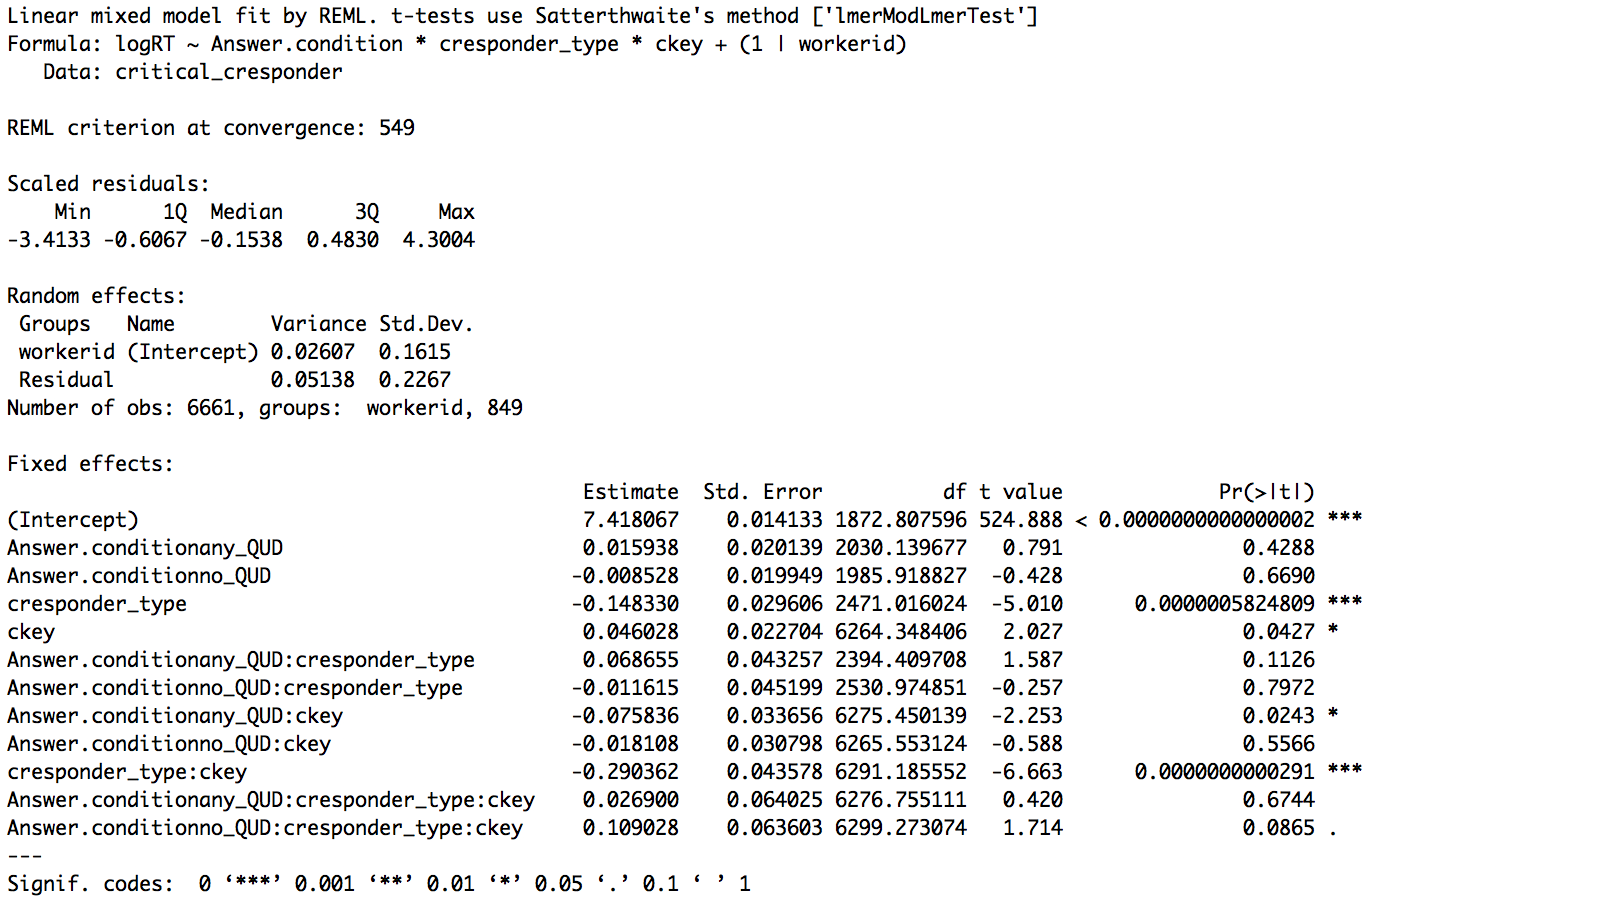 Linear mixed model fit by REML. t-tests use Satterthwaite's method ['lmerModLmerTest']
Formula: logRT ~ Answer.condition * cresponder_type * ckey + (1 | workerid)
   Data: critical_cresponder

REML criterion at convergence: 549

Scaled residuals:
    Min      1Q  Median      3Q     Max
-3.4133 -0.6067 -0.1538  0.4830  4.3004

Random effects:
 Groups   Name        Variance Std.Dev.
 workerid (Intercept) 0.02607  0.1615
 Residual             0.05138  0.2267
Number of obs: 6661, groups:  workerid, 849

Fixed effects:
                                                Estimate  Std. Error          df t value             Pr(>|t|)
(Intercept)                                     7.418067    0.014133 1872.807596 524.888 < 0.0000000000000002 ***
Answer.conditionany_QUD                         0.015938    0.020139 2030.139677   0.791               0.4288
Answer.conditionno_QUD                         -0.008528    0.019949 1985.918827  -0.428               0.6690
cresponder_type                                -0.148330    0.029606 2471.016024  -5.010      0.0000005824809 ***
ckey                                            0.046028    0.022704 6264.348406   2.027               0.0427 *
Answer.conditionany_QUD:cresponder_type         0.068655    0.043257 2394.409708   1.587               0.1126
Answer.conditionno_QUD:cresponder_type         -0.011615    0.045199 2530.974851  -0.257               0.7972
Answer.conditionany_QUD:ckey                   -0.075836    0.033656 6275.450139  -2.253               0.0243 *
Answer.conditionno_QUD:ckey                    -0.018108    0.030798 6265.553124  -0.588               0.5566
cresponder_type:ckey                           -0.290362    0.043578 6291.185552  -6.663      0.0000000000291 ***
Answer.conditionany_QUD:cresponder_type:ckey    0.026900    0.064025 6276.755111   0.420               0.6744
Answer.conditionno_QUD:cresponder_type:ckey     0.109028    0.063603 6299.273074   1.714               0.0865 .
---
Signif. codes:  0 ‘***’ 0.001 ‘**’ 0.01 ‘*’ 0.05 ‘.’ 0.1 ‘ ’ 1